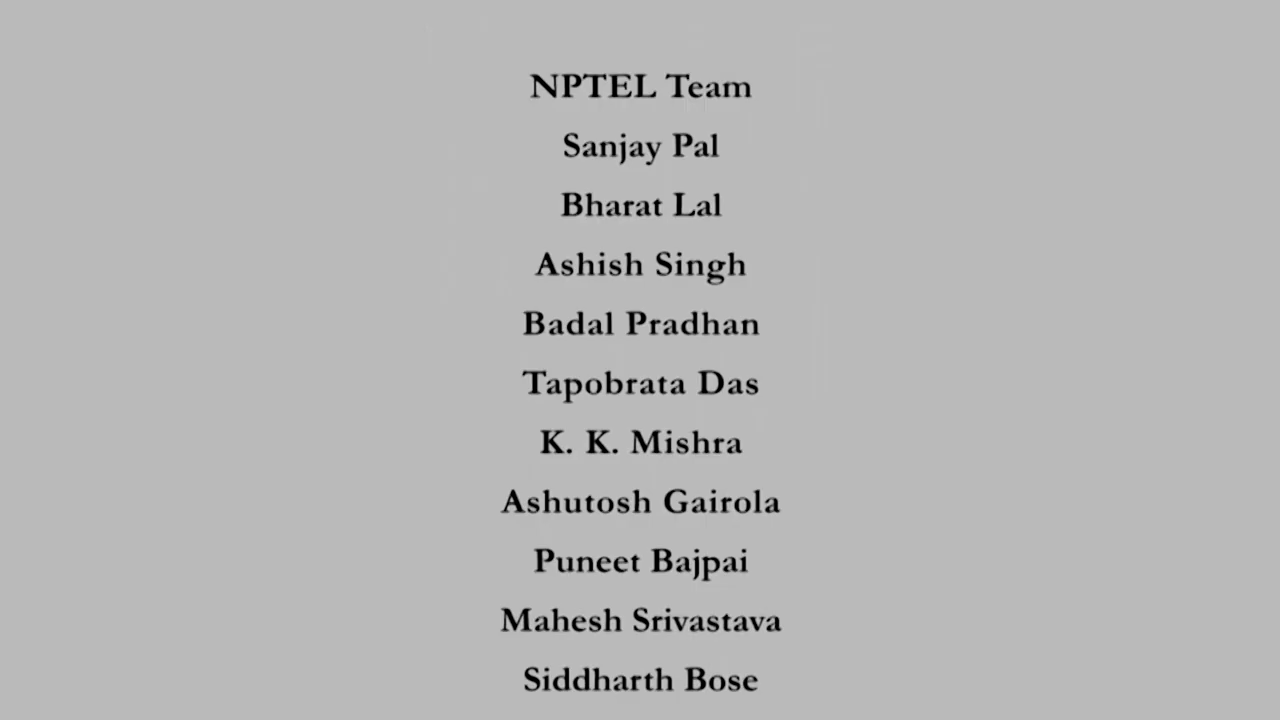 NPTEL Team
Sanjay Pal
Bharat Lal
Ashish Singh
Badal Pradhan
Tapobrata Das
K. K. Mishra
Ashutosh Gairola
Puneet Bajpai
Mahesh Srivastava
Siddharth Bose